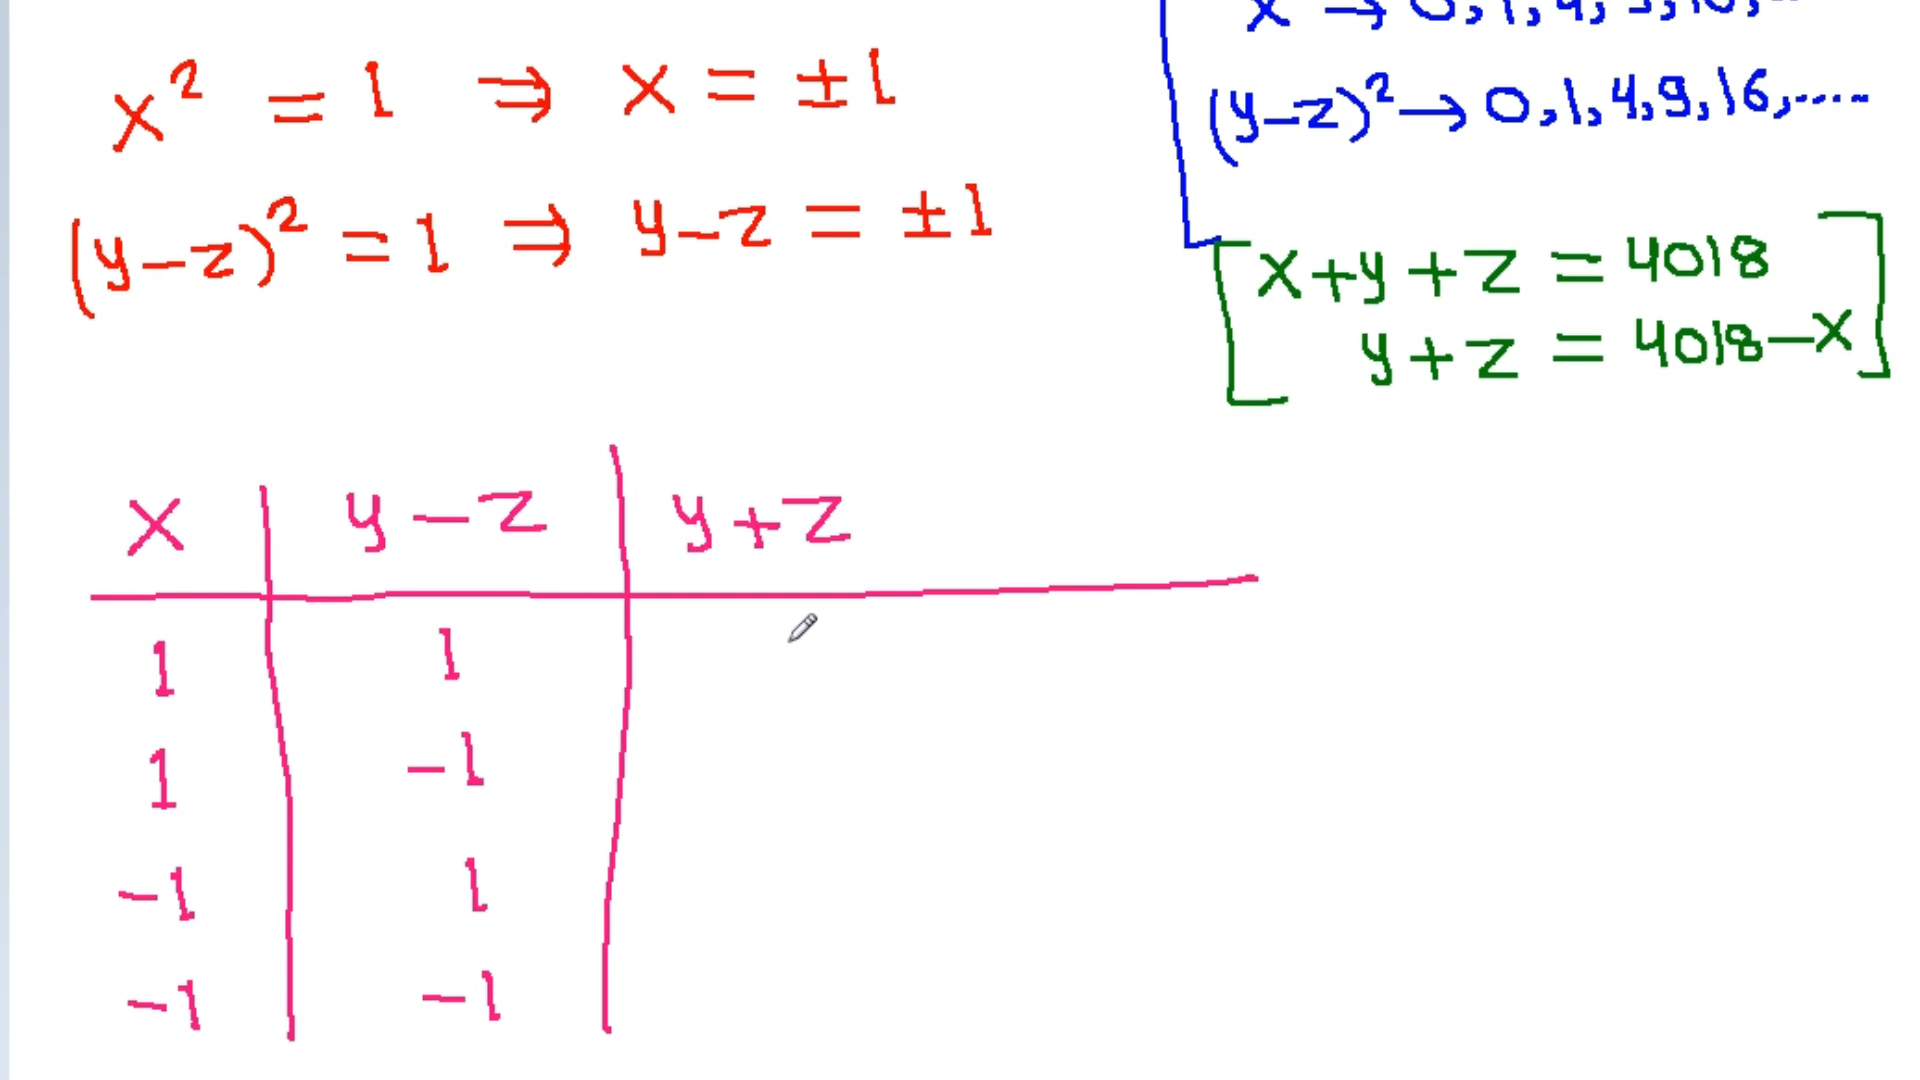 x² = 1 ⇒ x = ±1
(y-z)² = 1 ⇒ y-z = ±1
(y-z)² → 0,1,4,9,16,.....
x+y+z = 4018
y+z = 4018-x
x | y-z | y+z
1 | 1
1 | -1
-1 | 1
-1 | -1